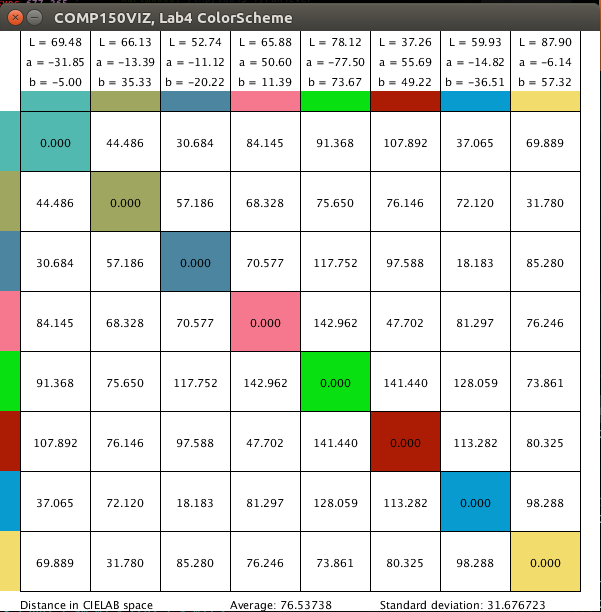 COMP150VIZ, Lab4 ColorScheme
L = 69.48 L = 66.13 L = 52.74 L = 65.88 L = 78.12 L = 37.26 L = 59.93 L = 87.90
a = -31.85 a = -13.39 a = -11.12 a = 50.60 a = -77.50 a = 55.69 a = -14.82 a = -6.14
b = -5.00 b = 35.33 b = -20.22 b = 11.39 b = 73.67 b = 49.22 b = -36.51 b = 57.32
0.000 44.486 30.684 84.145 91.368 107.892 37.065 69.889
44.486 0.000 57.186 68.328 75.650 76.146 72.120 31.780
30.684 57.186 0.000 70.577 117.752 97.588 18.183 85.280
84.145 68.328 70.577 0.000 142.962 47.702 81.297 76.246
91.368 75.650 117.752 142.962 0.000 141.440 128.059 73.861
107.892 76.146 97.588 47.702 141.440 0.000 113.282 80.325
37.065 72.120 18.183 81.297 128.059 113.282 0.000 98.288
69.889 31.780 85.280 76.246 73.861 80.325 98.288 0.000
Distance in CIELAB space Average: 76.53738 Standard deviation: 31.676723